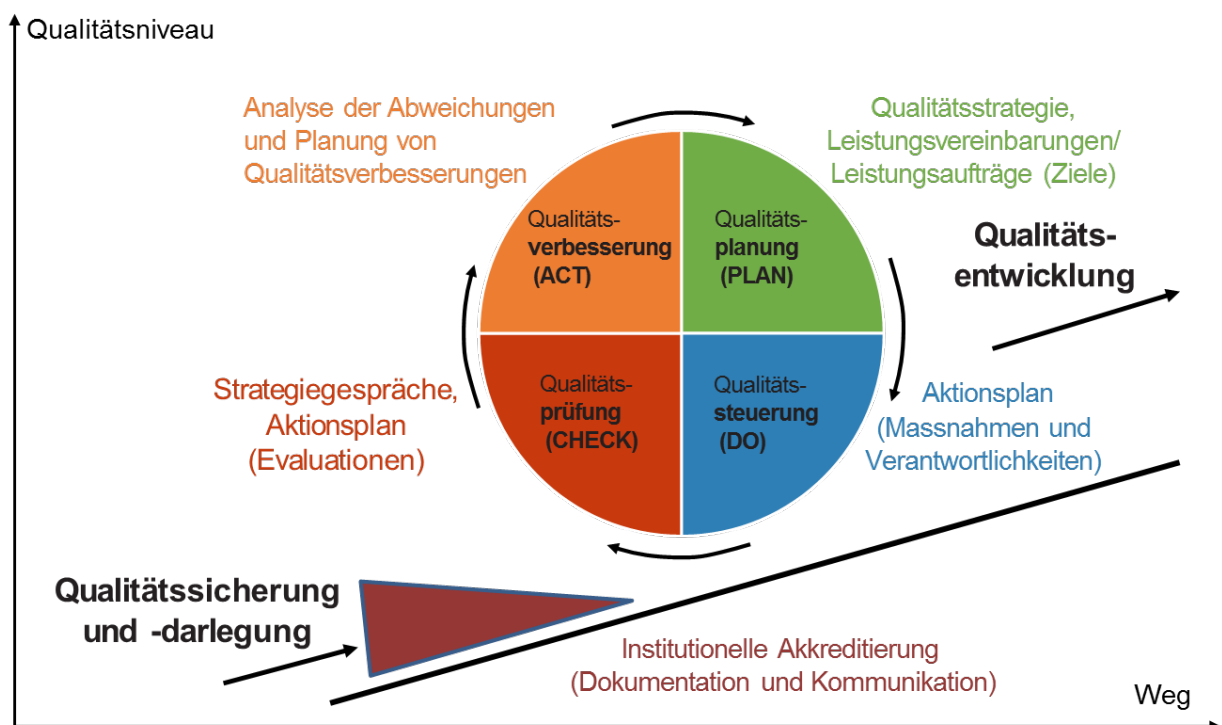 Qualitätsniveau
Analyse der Abweichungen
und Planung von
Qualitätsverbesserungen
Qualitätsstrategie,
Leistungsvereinbarungen/
Leistungsaufträge (Ziele)
Qualitäts-
verbesserung
(ACT)
Qualitäts-
planung
(PLAN)
Qualitäts-
entwicklung
Strategiegespräche,
Aktionsplan
(Evaluationen)
Qualitäts-
prüfung
(CHECK)
Qualitäts-
steuerung
(DO)
Aktionsplan
(Massnahmen und
Verantwortlichkeiten)
Qualitätssicherung
und -darlegung
Institutionelle Akkreditierung
(Dokumentation und Kommunikation)
Weg